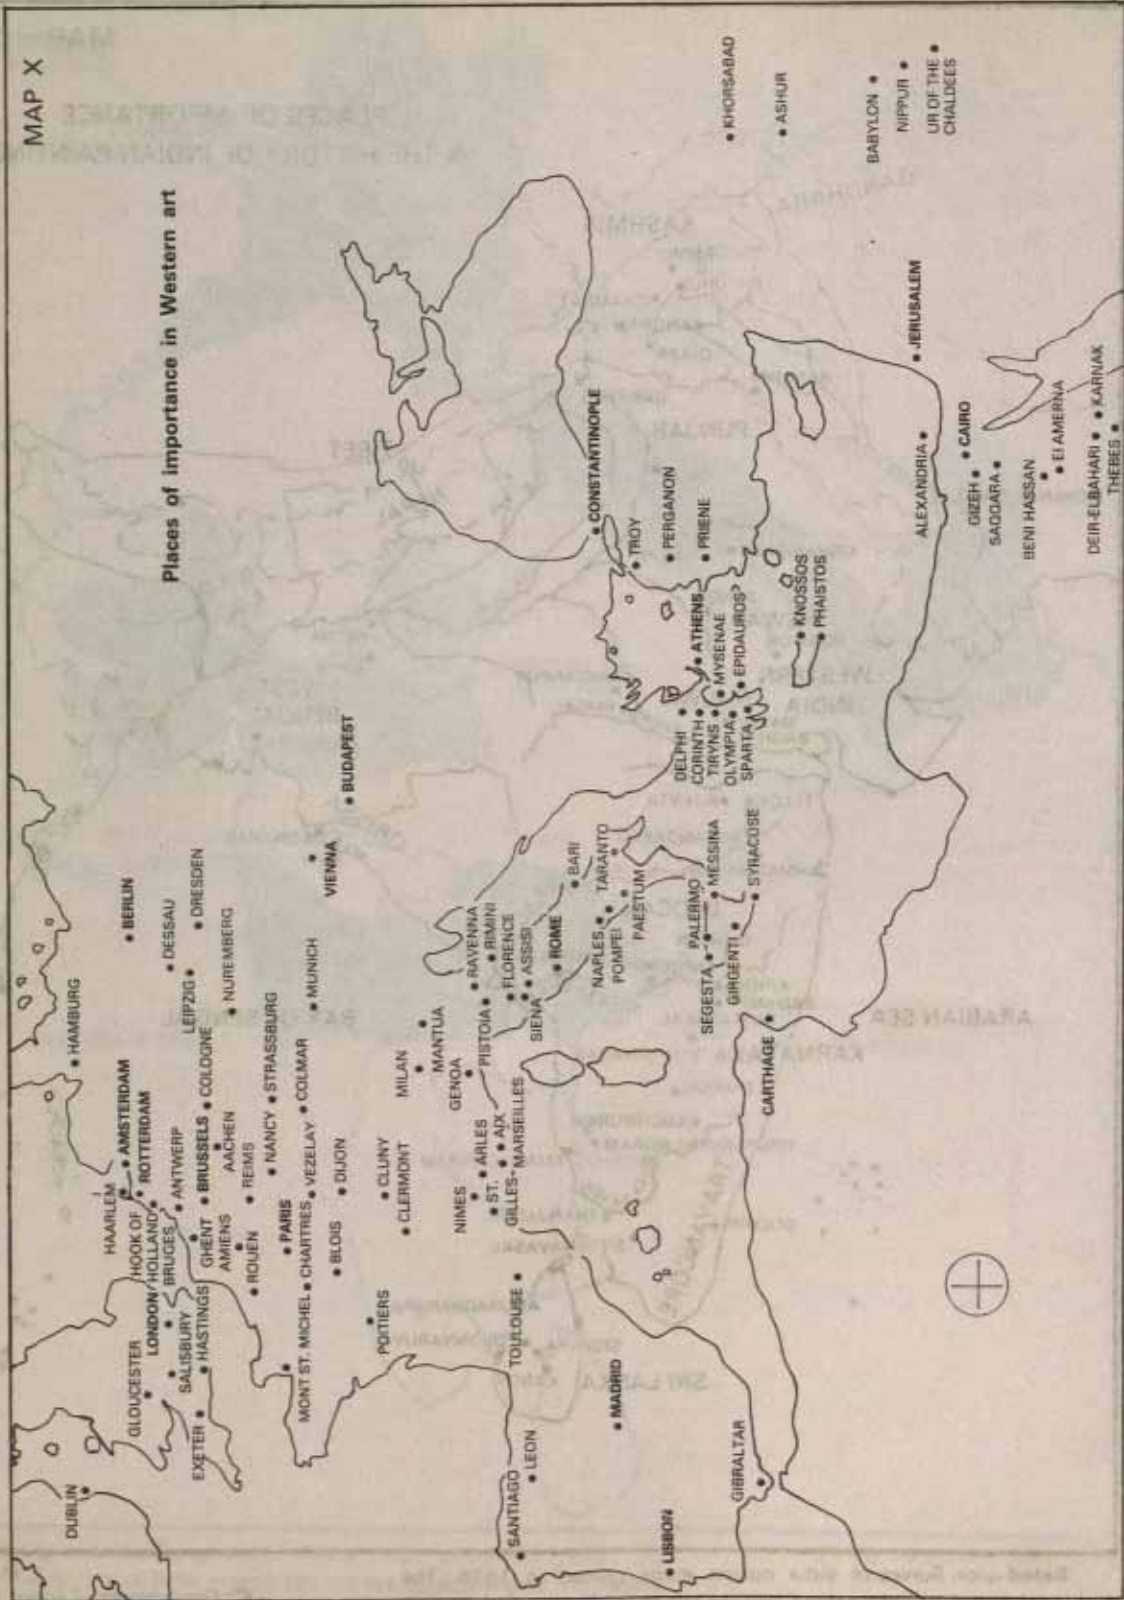 MAP X
Places of importance in Western art
DUBLIN
GLOUCESTER
LONDON
SALISBURY
HASTINGS
EXETER
HAARLEM
AMSTERDAM
HOOK OF
HOLLAND
ROTTERDAM
BRUGES
ANTWERP
GHENT
BRUSSELS
AMIENS
AACHEN
COLOGNE
ROUEN
REIMS
HAMBURG
BERLIN
DESSAU
LEIPZIG
DRESDEN
NUREMBERG
PARIS
NANCY
STRASSBURG
MONT ST. MICHEL
CHARTRES
VEZELAY
COLMAR
MUNICH
VIENNA
BUDAPEST
BLOIS
DIJON
POITIERS
CLUNY
CLERMONT
MILAN
MANTUA
GENOA
NIMES
ARLES
ST.
GILLES
AIX
MARSEILLES
TOULOUSE
PISTOIA
RAVENNA
RIMINI
FLORENCE
SIENA
ASSISI
ROME
SANTIAGO
LEON
MADRID
LISBON
GIBRALTAR
BARI
NAPLES
TARANTO
POMPEI
PAESTUM
SEGESTA
PALERMO
MESSINA
GIRGENTI
SYRACUSE
CARTHAGE
CONSTANTINOPLE
TROY
PERGANON
PRIENE
DELPHI
ATHENS
CORINTH
MYSENAE
TIRYNS
EPIDAUROS
OLYMPIA
SPARTA
KNOSSOS
PHAISTOS
KHORSABAD
ASHUR
BABYLON
NIPPUR
UR OF THE
CHALDEES
JERUSALEM
ALEXANDRIA
CAIRO
GIZEH
SAQQARA
BENI HASSAN
El AMERNA
DEIR-ELBAHARI
KARNAK
THEBES